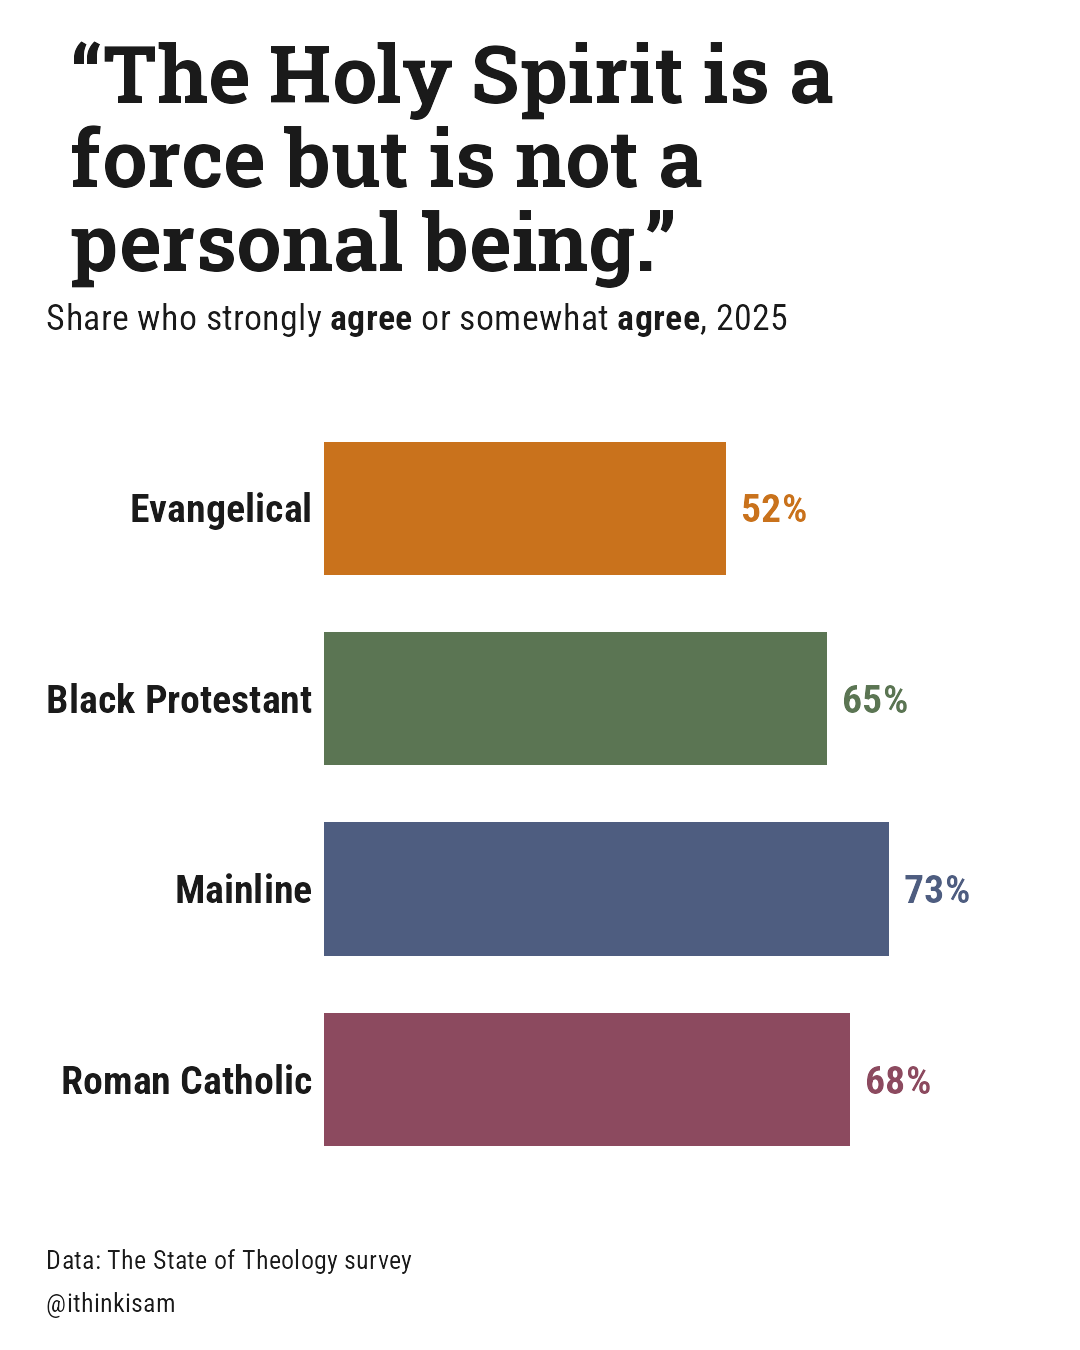 “The Holy Spirit is a
force but is not a
personal being.”
Share who strongly agree or somewhat agree, 2025
Evangelical 52%
Black Protestant 65%
Mainline 73%
Roman Catholic 68%
Data: The State of Theology survey
@ithinkisam